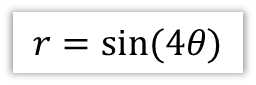 r = sin(4θ)